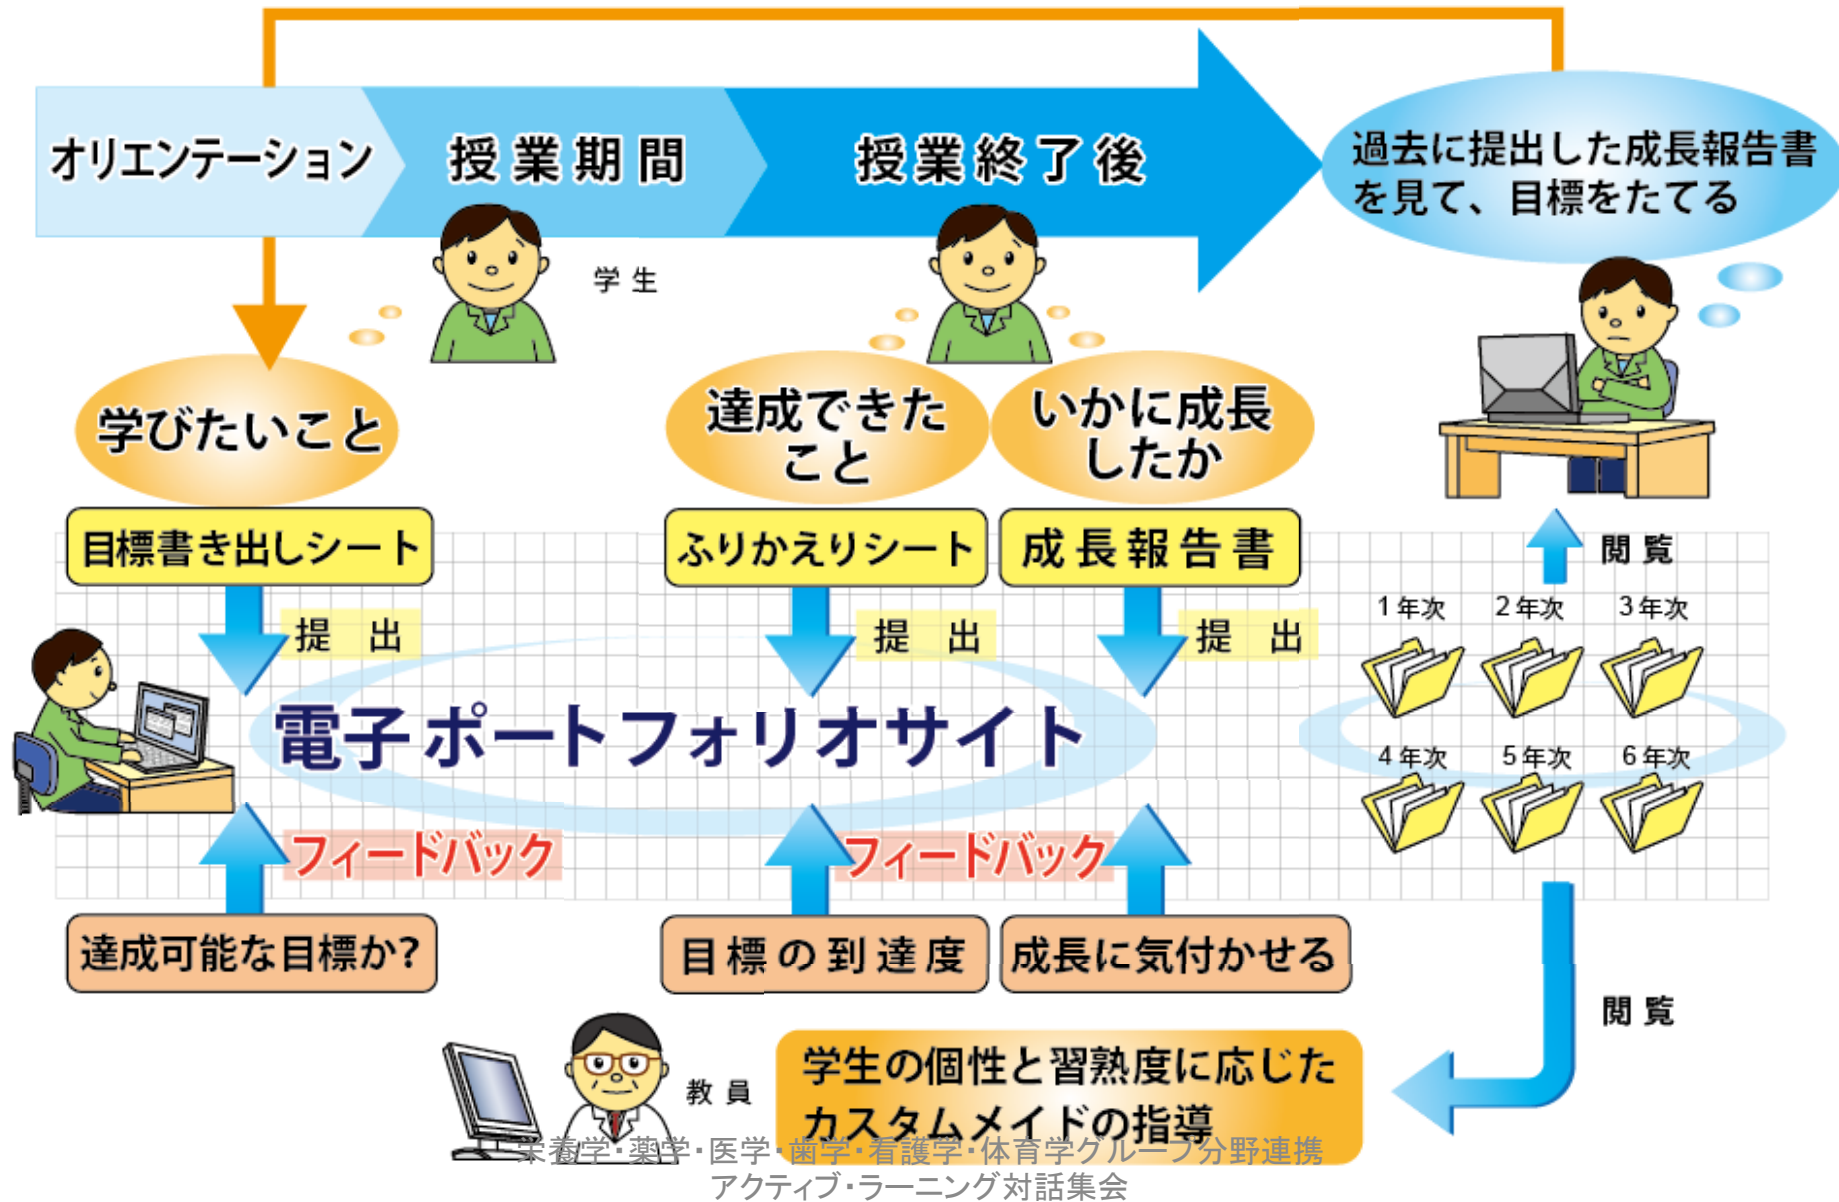 オリエンテーション
授業期間
授業終了後
過去に提出した成長報告書
を見て、目標をたてる
学生
学びたいこと
達成できた
こと
いかに成長
したか
目標書き出しシート
ふりかえりシート
成長報告書
閲覧
提出
提出
提出
1年次
2年次
3年次
電子ポートフォリオサイト
4年次
5年次
6年次
フィードバック
フィードバック
達成可能な目標か?
目標の到達度
成長に気付かせる
閲覧
教員
学生の個性と習熟度に応じた
カスタムメイドの指導
栄養学・薬学・医学・歯学・看護学・体育学グループ分野連携
アクティブ・ラーニング対話集会